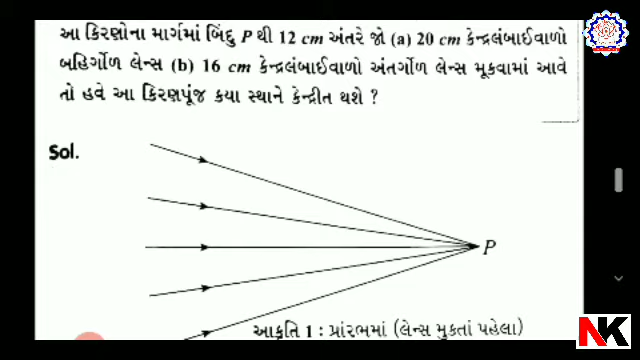 આ કિરણોના માર્ગમાં બિંદુ P થી 12 cm અંતરે જો (a) 20 cm કેન્દ્રલંબાઈવાળો
બહિર્ગોળ લેન્સ (b) 16 cm કેન્દ્રલંબાઈવાળો અંતર્ગોળ લેન્સ મૂકવામાં આવે
તો હવે આ કિરણપૂંજ કયા સ્થાને કેન્દ્રીત થશે ?
Sol.
P
આકૃતિ 1 : પ્રારંભમાં (લેન્સ મુકતાં પહેલા)
NK